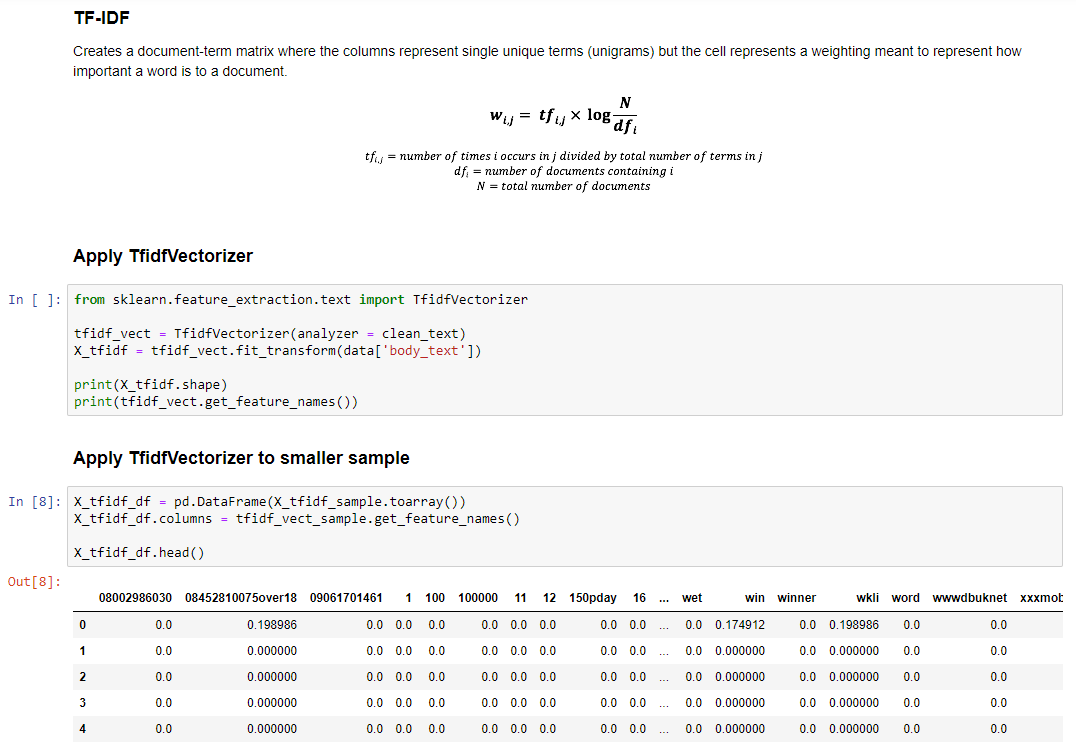 TF-IDF
Creates a document-term matrix where the columns represent single unique terms (unigrams) but the cell represents a weighting meant to represent how
important a word is to a document.
w_{i,j} = tf_{i,j} × log N/df_i
tf_{i,j} = number of times i occurs in j divided by total number of terms in j
df_i = number of documents containing i
N = total number of documents
Apply TfidfVectorizer
In [ ]: from sklearn.feature_extraction.text import TfidfVectorizer
tfidf_vect = TfidfVectorizer(analyzer = clean_text)
X_tfidf = tfidf_vect.fit_transform(data['body_text'])
print(X_tfidf.shape)
print(tfidf_vect.get_feature_names())
Apply TfidfVectorizer to smaller sample
In [8]: X_tfidf_df = pd.DataFrame(X_tfidf_sample.toarray())
X_tfidf_df.columns = tfidf_vect_sample.get_feature_names()
X_tfidf_df.head()
Out[8]:
08002986030 08452810075over18 09061701461 1 100 100000 11 12 150pday 16 ... wet win winner wkli word wwwdbuknet xxxmob
0 0.0 0.198986 0.0 0.0 0.0 0.0 0.0 0.0 0.0 0.0 ... 0.0 0.174912 0.0 0.198986 0.0 0.0
1 0.0 0.000000 0.0 0.0 0.0 0.0 0.0 0.0 0.0 0.0 ... 0.0 0.000000 0.0 0.000000 0.0 0.0
2 0.0 0.000000 0.0 0.0 0.0 0.0 0.0 0.0 0.0 0.0 ... 0.0 0.000000 0.0 0.000000 0.0 0.0
3 0.0 0.000000 0.0 0.0 0.0 0.0 0.0 0.0 0.0 0.0 ... 0.0 0.000000 0.0 0.000000 0.0 0.0
4 0.0 0.000000 0.0 0.0 0.0 0.0 0.0 0.0 0.0 0.0 ... 0.0 0.000000 0.0 0.000000 0.0 0.0